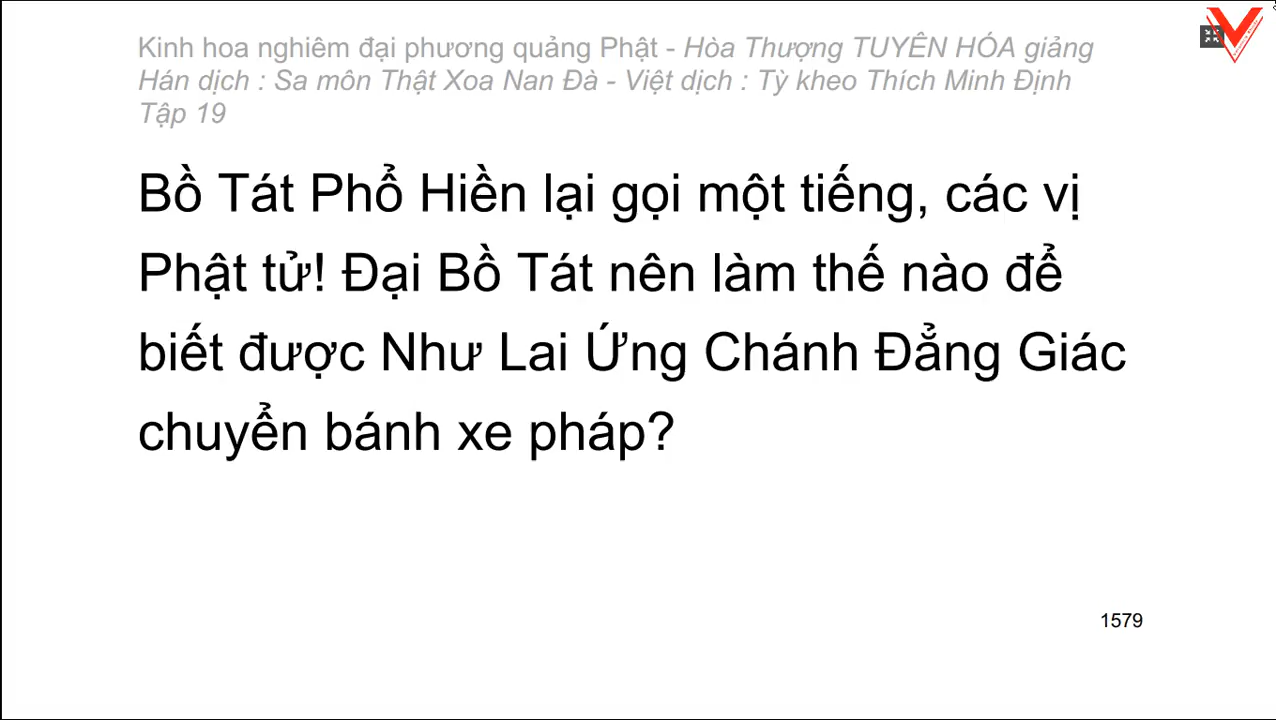 Kinh hoa nghiêm đại phương quảng Phật - Hòa Thượng TUYÊN HÓA giảng
Hán dịch : Sa môn Thật Xoa Nan Đà - Việt dịch : Tỳ kheo Thích Minh Định
Tập 19
Bồ Tát Phổ Hiền lại gọi một tiếng, các vị
Phật tử! Đại Bồ Tát nên làm thế nào để
biết được Như Lai Ứng Chánh Đẳng Giác
chuyển bánh xe pháp?
1579